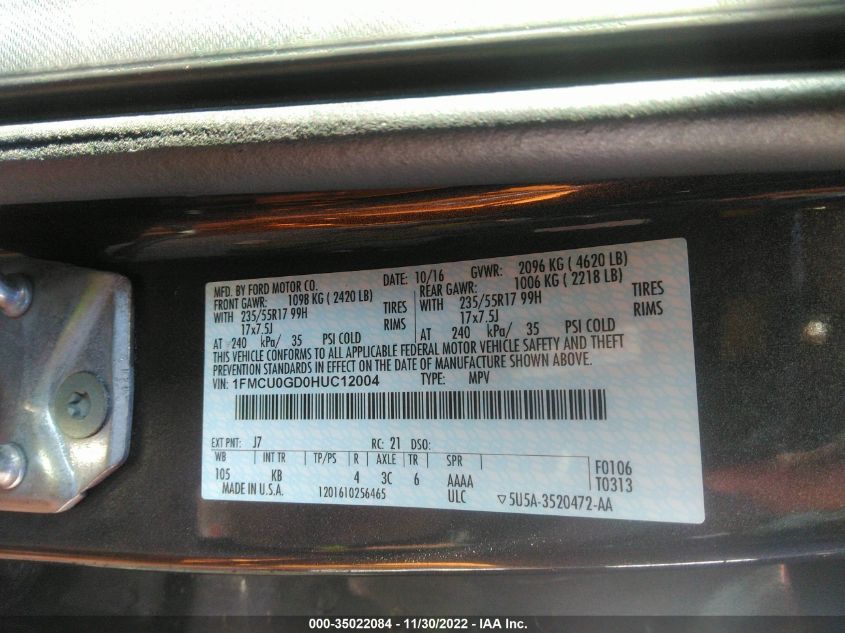 MFD. BY FORD MOTOR CO.
DATE: 10/16 GVWR: 2096 KG ( 4620 LB)
FRONT GAWR: 1098 KG ( 2420 LB) REAR GAWR: 1006 KG ( 2218 LB)
WITH 235/55R17 99H TIRES WITH 235/55R17 99H TIRES
17x7.5J RIMS 17x7.5J RIMS
AT 240 kPa/ 35 PSI COLD AT 240 kPa/ 35 PSI COLD
THIS VEHICLE CONFORMS TO ALL APPLICABLE FEDERAL MOTOR VEHICLE SAFETY AND THEFT
PREVENTION STANDARDS IN EFFECT ON THE DATE OF MANUFACTURE SHOWN ABOVE.
VIN: 1FMCU0GD0HUC12004 TYPE: MPV
EXT PNT: J7 RC: 21 DSO:
WB INT TR TP/PS R AXLE TR SPR F0106
105 KB 4 3C 6 AAAA T0313
MADE IN U.S.A. 1201610256465 ULC ▽5U5A-3520472-AA
000-35022084 - 11/30/2022 - IAA Inc.